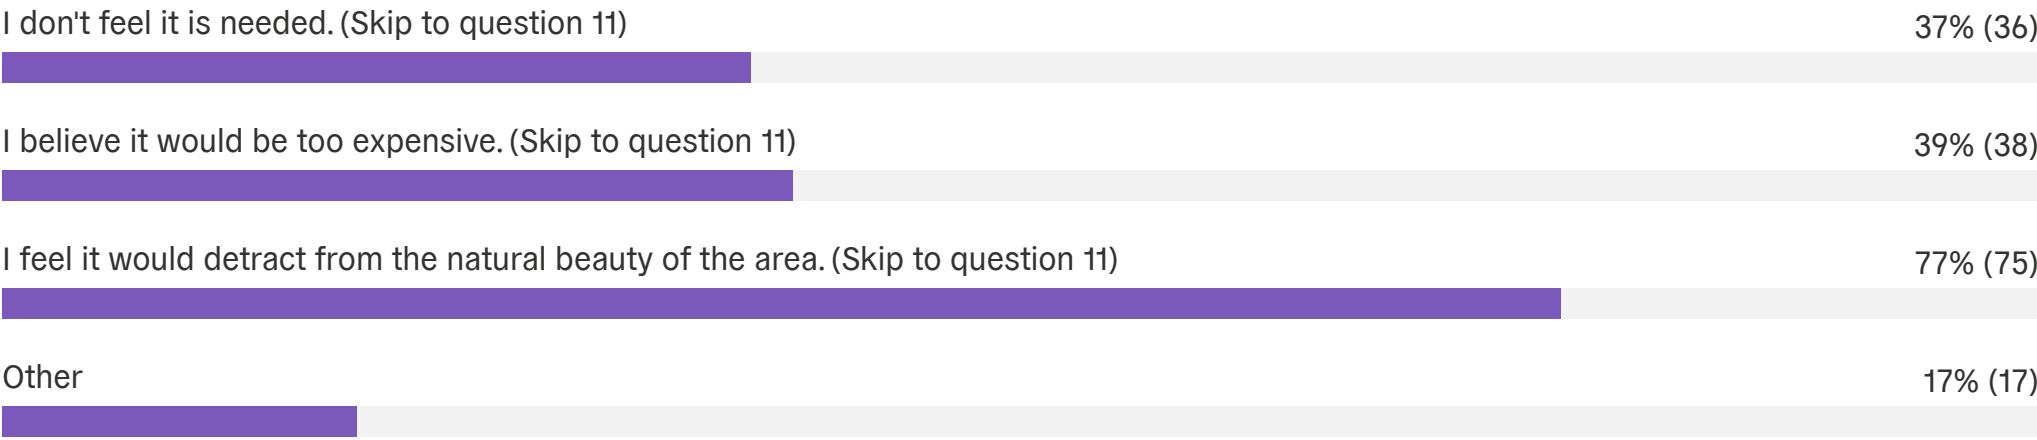 I don't feel it is needed. (Skip to question 11) 37% (36)
I believe it would be too expensive. (Skip to question 11) 39% (38)
I feel it would detract from the natural beauty of the area. (Skip to question 11) 77% (75)
Other 17% (17)